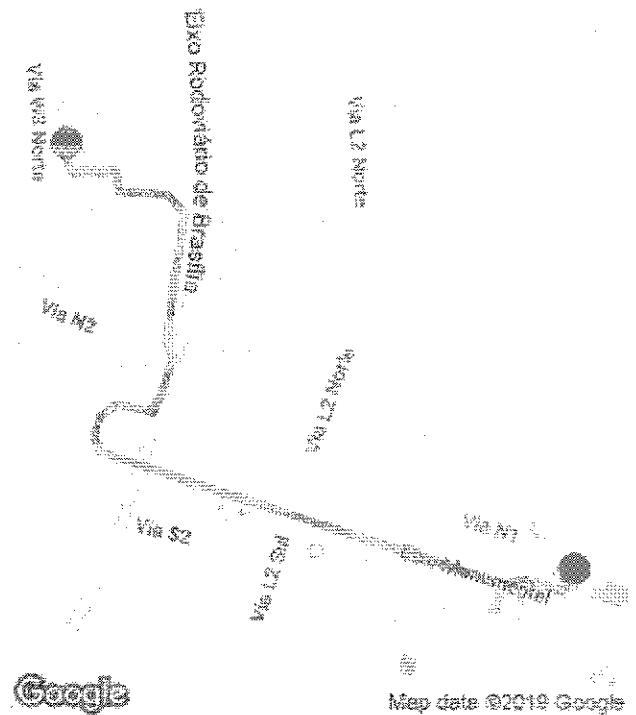 Via W3 Norte
Eixo Rodoviário de Brasília
Via L2 Norte
Via N2
Via L2 Norte
Via S2
Via L2 Sul
Via N1
Google
Map data ©2019 Google